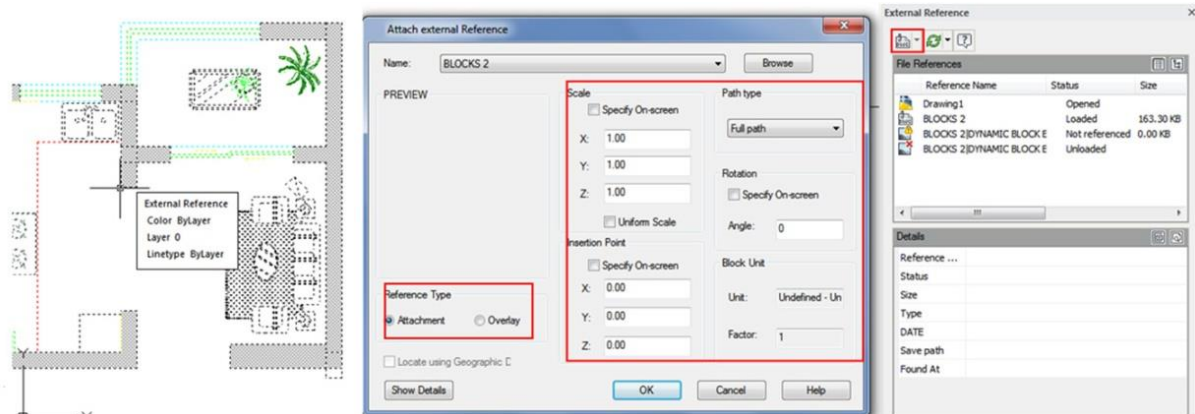 External Reference
Color ByLayer
Layer 0
Linetype ByLayer
Y
X
Attach external Reference
Name: BLOCKS 2 Browse
PREVIEW
Scale
Specify On-screen
X: 1.00
Y: 1.00
Z: 1.00
Uniform Scale
Insertion Point
Specify On-screen
X: 0.00
Y: 0.00
Z: 0.00
Path type
Full path
Rotation
Specify On-screen
Angle: 0
Block Unit
Unit: Undefined - Un
Factor: 1
Reference Type
Attachment Overlay
Locate using Geographic D
Show Details OK Cancel Help
External Reference
File References
Reference Name Status Size
Drawing1 Opened
BLOCKS 2 Loaded 163.30 KB
BLOCKS 2|DYNAMIC BLOCK E Not referenced 0.00 KB
BLOCKS 2|DYNAMIC BLOCK E Unloaded
Details
Reference ...
Status
Size
Type
DATE
Save path
Found At